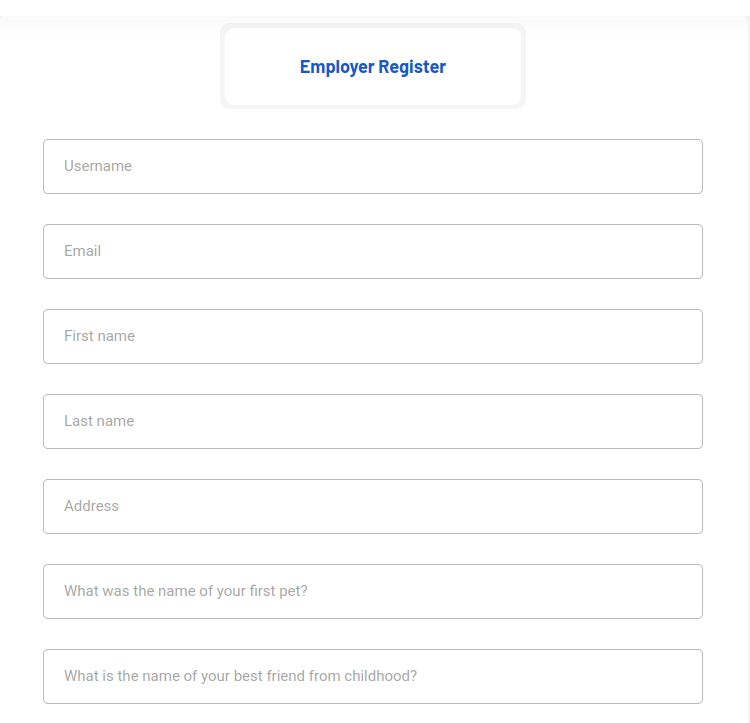 Employer Register
Username
Email
First name
Last name
Address
What was the name of your first pet?
What is the name of your best friend from childhood?